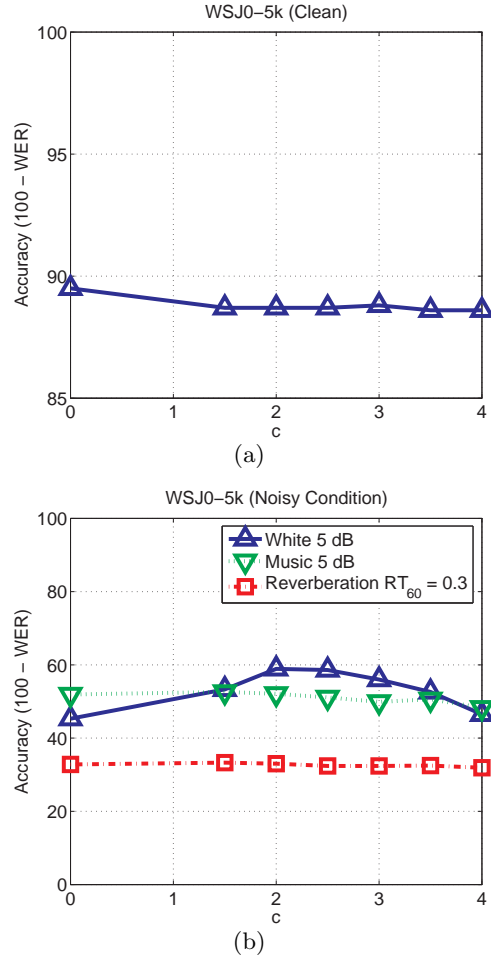 WSJ0−5k (Clean)
100
95
90
85
Accuracy (100 − WER)
0 1 2 3 4
c
(a)
WSJ0−5k (Noisy Condition)
100
80
60
40
20
0
Accuracy (100 − WER)
White 5 dB
Music 5 dB
Reverberation RT60 = 0.3
0 1 2 3 4
c
(b)